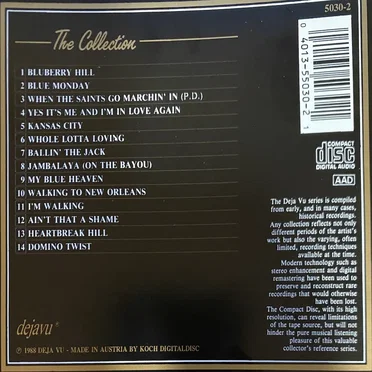 5030-2
The Collection
0 4013-55030-2 1
1 BLUBERRY HILL
2 BLUE MONDAY
3 WHEN THE SAINTS GO MARCHIN' IN (P.D.)
4 YES IT'S ME AND I'M IN LOVE AGAIN
5 KANSAS CITY
6 WHOLE LOTTA LOVING
7 BALLIN' THE JACK
8 JAMBALAYA (ON THE BAYOU)
9 MY BLUE HEAVEN
10 WALKING TO NEW ORLEANS
11 I'M WALKING
12 AIN'T THAT A SHAME
13 HEARTBREAK HILL
14 DOMINO TWIST
COMPACT
disc
DIGITAL AUDIO
AAD
The Deja Vu series is compiled
from early, and in many cases,
historical recordings.
Any collection reflects not only
different periods of the artist's
work but also the varying, often
limited, recording techniques
available at the time.
Modern technology such as
stereo enhancement and digital
remastering have been used to
preserve and reconstruct rare
recordings that would otherwise
have been lost.
The Compact Disc, with its high
resolution, can reveal limitations
of the tape source, but will not
hinder the pure musical listening
pleasure of this valuable
collector's reference series.
dejavu ®
℗ 1988 DEJA VU - MADE IN AUSTRIA BY KOCH DIGITALDISC